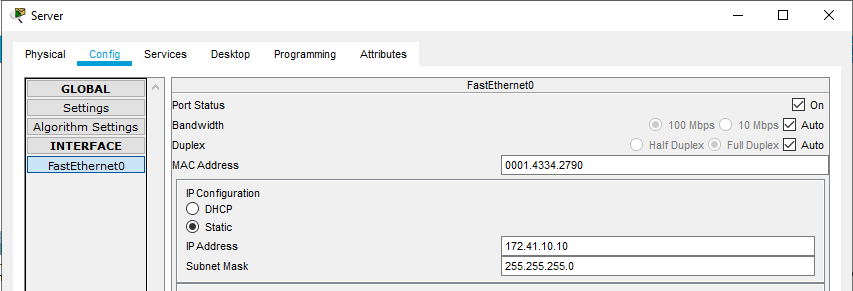 Server
Physical Config Services Desktop Programming Attributes
GLOBAL
Settings
Algorithm Settings
INTERFACE
FastEthernet0
FastEthernet0
Port Status On
Bandwidth 100 Mbps 10 Mbps Auto
Duplex Half Duplex Full Duplex Auto
MAC Address 0001.4334.2790
IP Configuration
DHCP
Static
IP Address 172.41.10.10
Subnet Mask 255.255.255.0